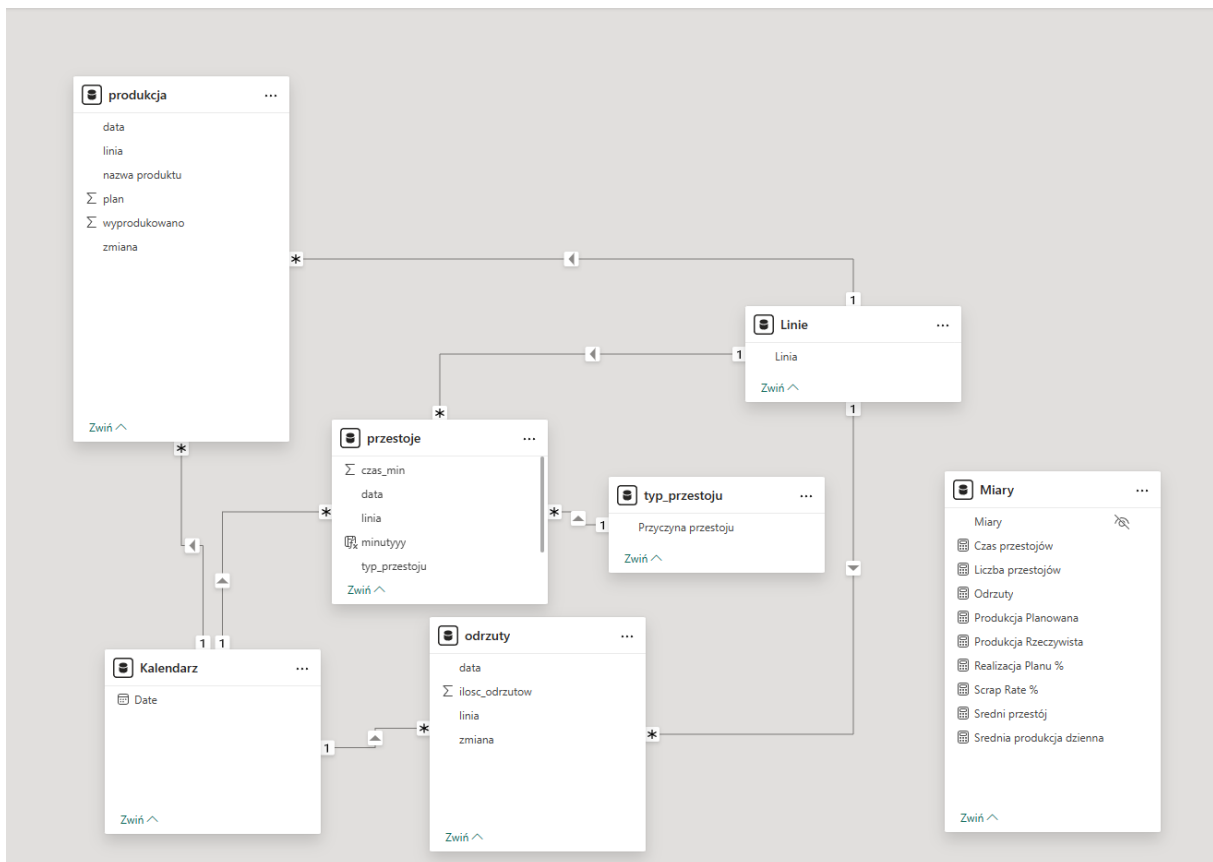 produkcja
data
linia
nazwa produktu
plan
wyprodukowano
zmiana
Zwiń
*
1
Linie
Linia
Zwiń
1
1
*
*
przestoje
czas_min
data
linia
minutyyy
typ_przestoju
Zwiń
*
*
1
typ_przestoju
Przyczyna przestoju
Zwiń
Miary
Miary
Czas przestojów
Liczba przestojów
Odrzuty
Produkcja Planowana
Produkcja Rzeczywista
Realizacja Planu %
Scrap Rate %
Sredni przestój
Srednia produkcja dzienna
Zwiń
1 1
Kalendarz
Date
Zwiń
1
*
odrzuty
data
ilosc_odrzutow
linia
zmiana
Zwiń
*